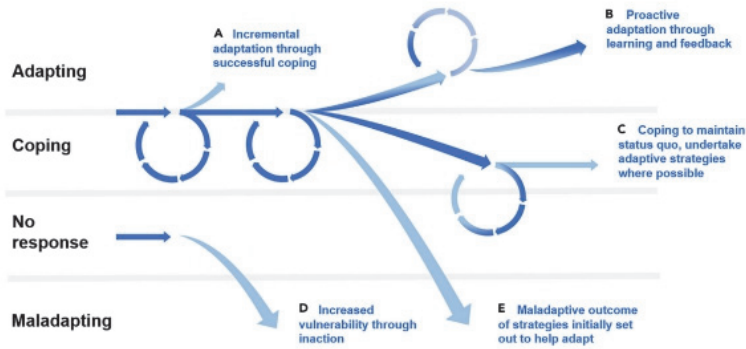 A Incremental
adaptation through
successful coping
B Proactive
adaptation through
learning and feedback
Adapting
Coping
C Coping to maintain
status quo, undertake
adaptive strategies
where possible
No
response
Maladapting
D Increased
vulnerability through
inaction
E Maladaptive outcome
of strategies initially set
out to help adapt